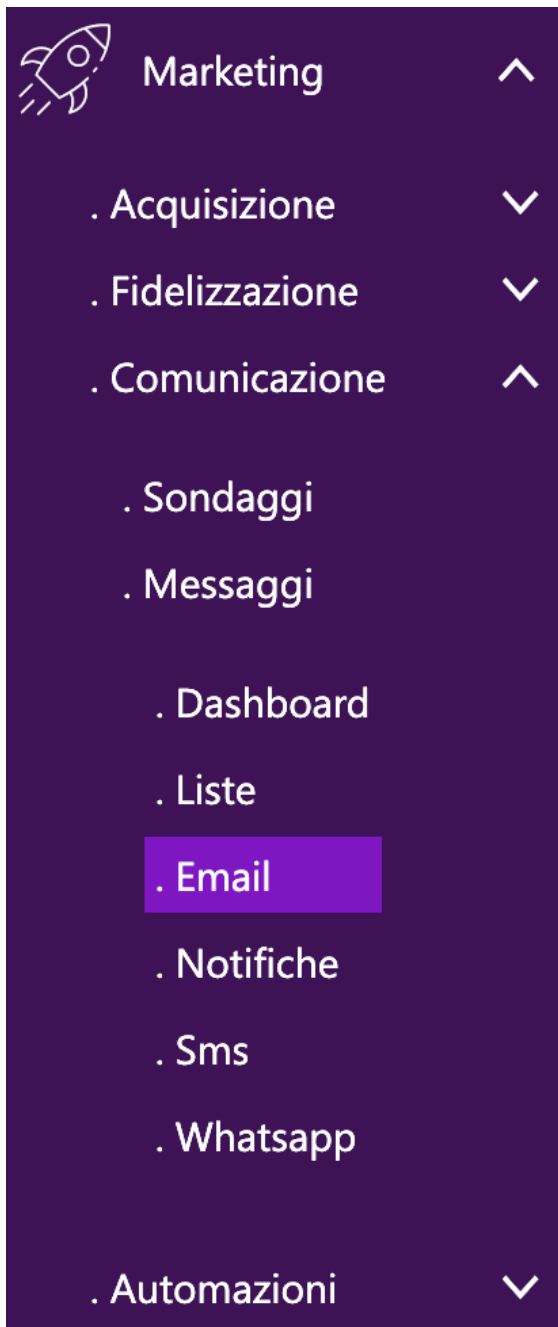 Marketing
. Acquisizione
. Fidelizzazione
. Comunicazione
. Sondaggi
. Messaggi
. Dashboard
. Liste
. Email
. Notifiche
. Sms
. Whatsapp
. Automazioni